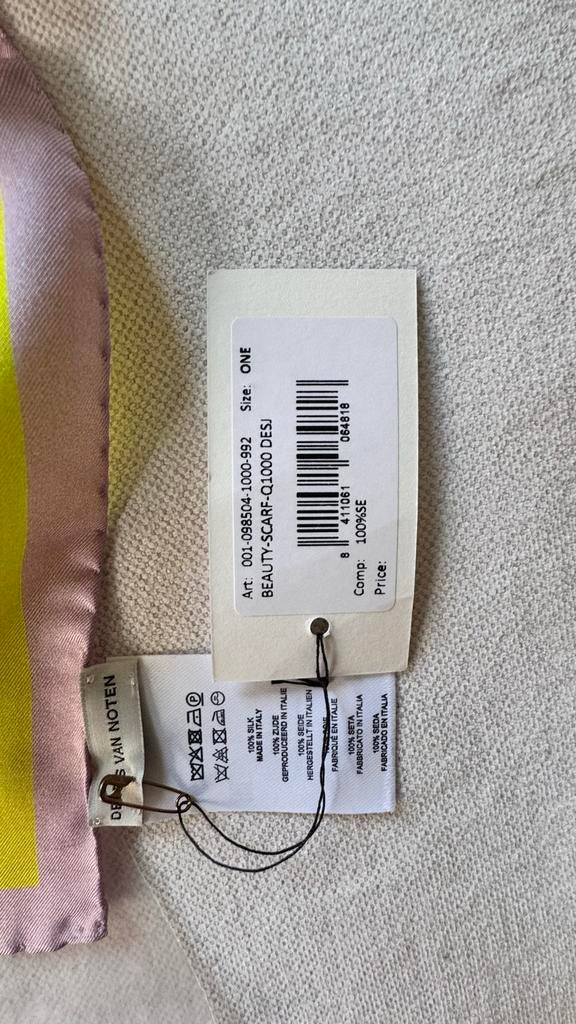 Art: 001-098504-1000-992 Size: ONE
BEAUTY-SCARF-Q1000 DESJ
8 411061 064818
Comp: 100%SE
Price:
VAN NOTEN
100% SILK
MADE IN ITALY
100% ZIJDE
GEPRODUCEERD IN ITALIE
100% SEIDE
HERGESTELLT IN ITALIEN
FABRIQUÉ EN ITALIE
100% SETA
FABBRICATO IN ITALIA
100% SEDA
FABRICADO EN ITALIA